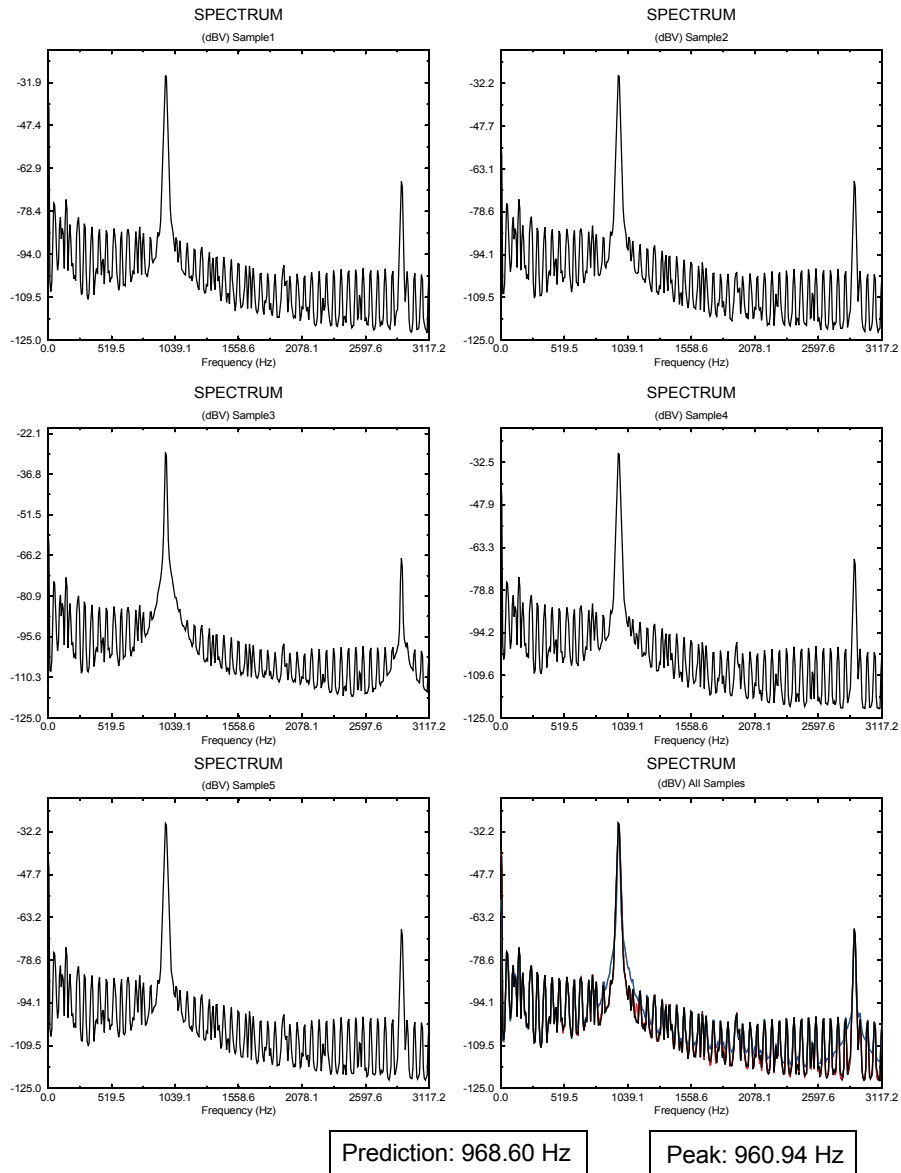 SPECTRUM
(dBV) Sample1
-31.9
-47.4
-62.9
-78.4
-94.0
-109.5
-125.0
0.0 519.5 1039.1 1558.6 2078.1 2597.6 3117.2
Frequency (Hz)
SPECTRUM
(dBV) Sample2
-32.2
-47.7
-63.1
-78.6
-94.1
-109.5
-125.0
0.0 519.5 1039.1 1558.6 2078.1 2597.6 3117.2
Frequency (Hz)
SPECTRUM
(dBV) Sample3
-22.1
-36.8
-51.5
-66.2
-80.9
-95.6
-110.3
-125.0
0.0 519.5 1039.1 1558.6 2078.1 2597.6 3117.2
Frequency (Hz)
SPECTRUM
(dBV) Sample4
-32.5
-47.9
-63.3
-78.8
-94.2
-109.6
-125.0
0.0 519.5 1039.1 1558.6 2078.1 2597.6 3117.2
Frequency (Hz)
SPECTRUM
(dBV) Sample5
-32.2
-47.7
-63.2
-78.6
-94.1
-109.5
-125.0
0.0 519.5 1039.1 1558.6 2078.1 2597.6 3117.2
Frequency (Hz)
SPECTRUM
(dBV) All Samples
-32.2
-47.7
-63.2
-78.6
-94.1
-109.5
-125.0
0.0 519.5 1039.1 1558.6 2078.1 2597.6 3117.2
Frequency (Hz)
Prediction: 968.60 Hz
Peak: 960.94 Hz